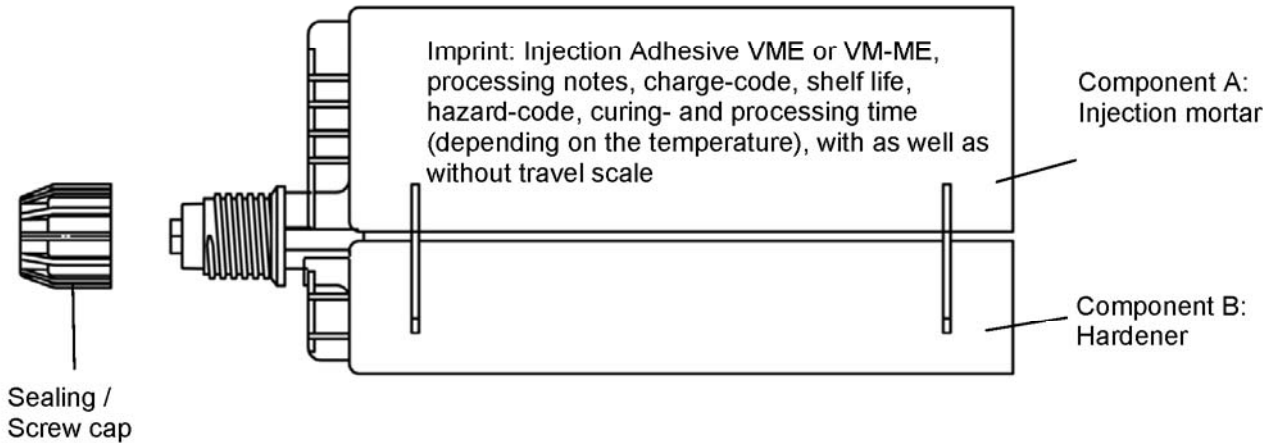 Imprint: Injection Adhesive VME or VM-ME,
processing notes, charge-code, shelf life,
hazard-code, curing- and processing time
(depending on the temperature), with as well as
without travel scale
Component A:
Injection mortar
Component B:
Hardener
Sealing /
Screw cap